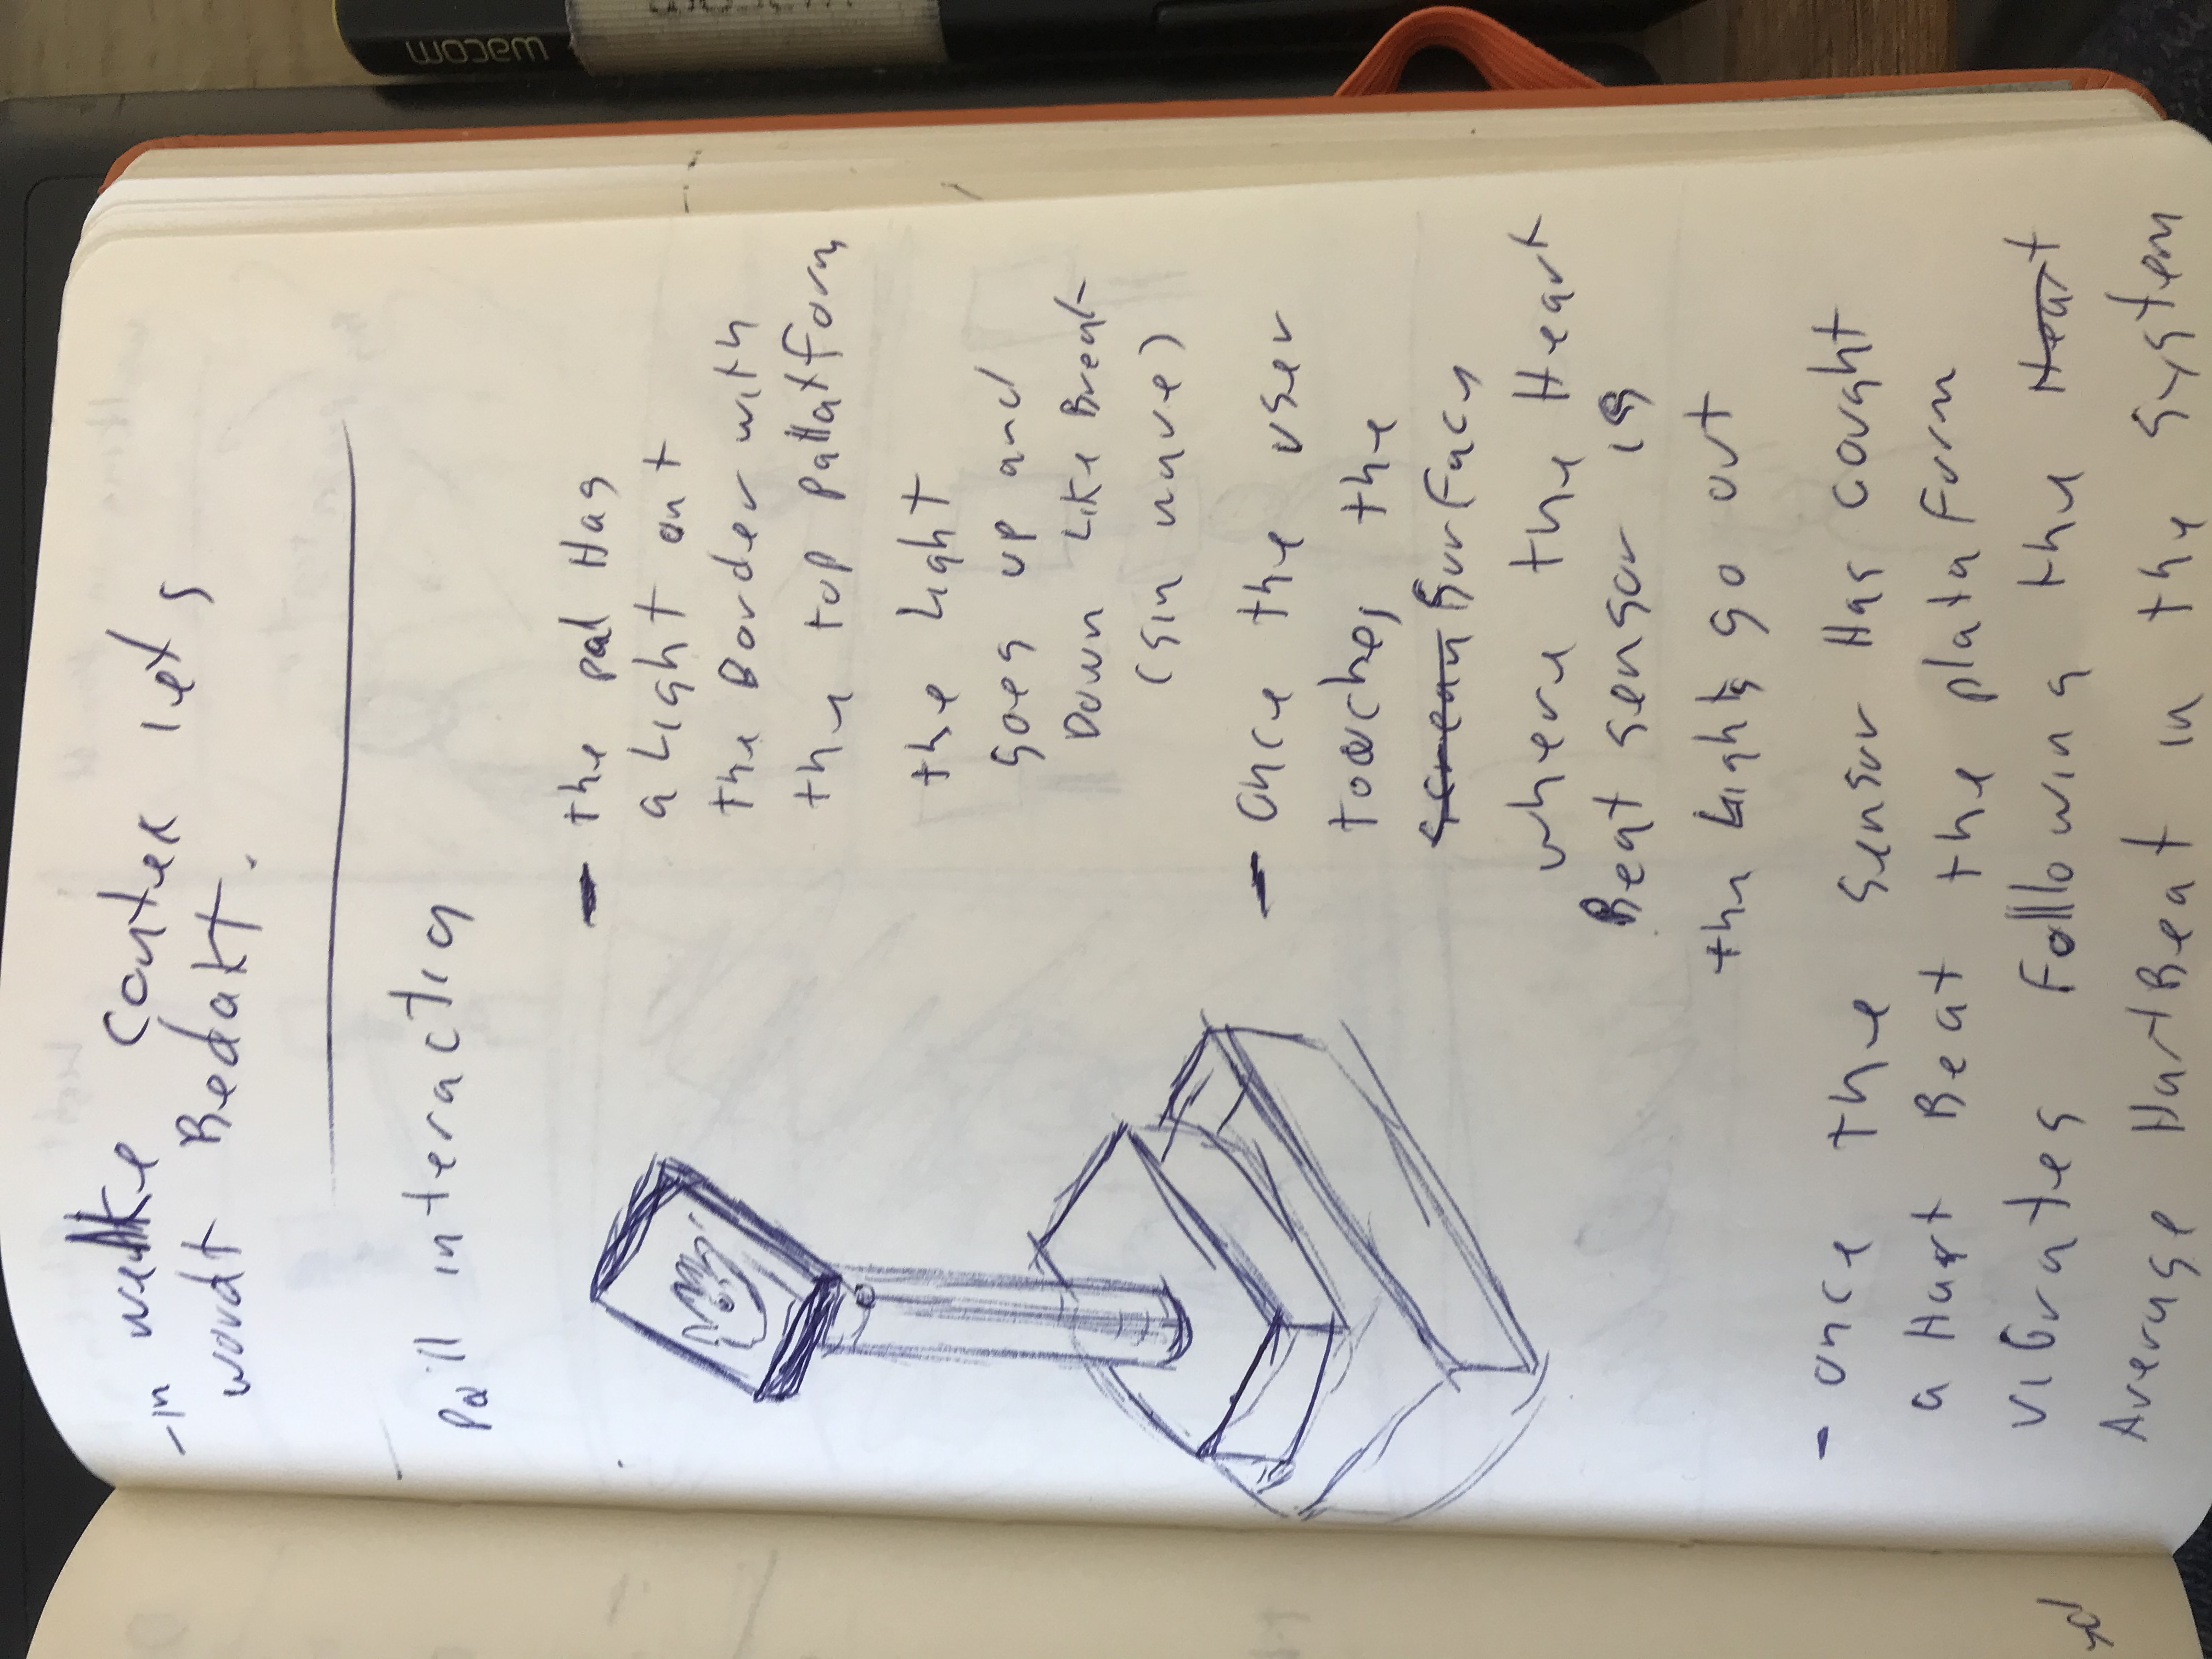 - in welke contex iets
wordt Bedakt.
Pall interactiq
- the pal Has
a Light ont
the Border with
the top pallatform
the light
goes up and
Down Like Breat
(sin wave)
- once the user
touches the
screan Surface
where the Heart
Beat sensor is
the Lights go out
- once the sensor Has cought
a Hart Beat the plataform
vibrates Following the Heart
Average HartBeat in the system
wacom